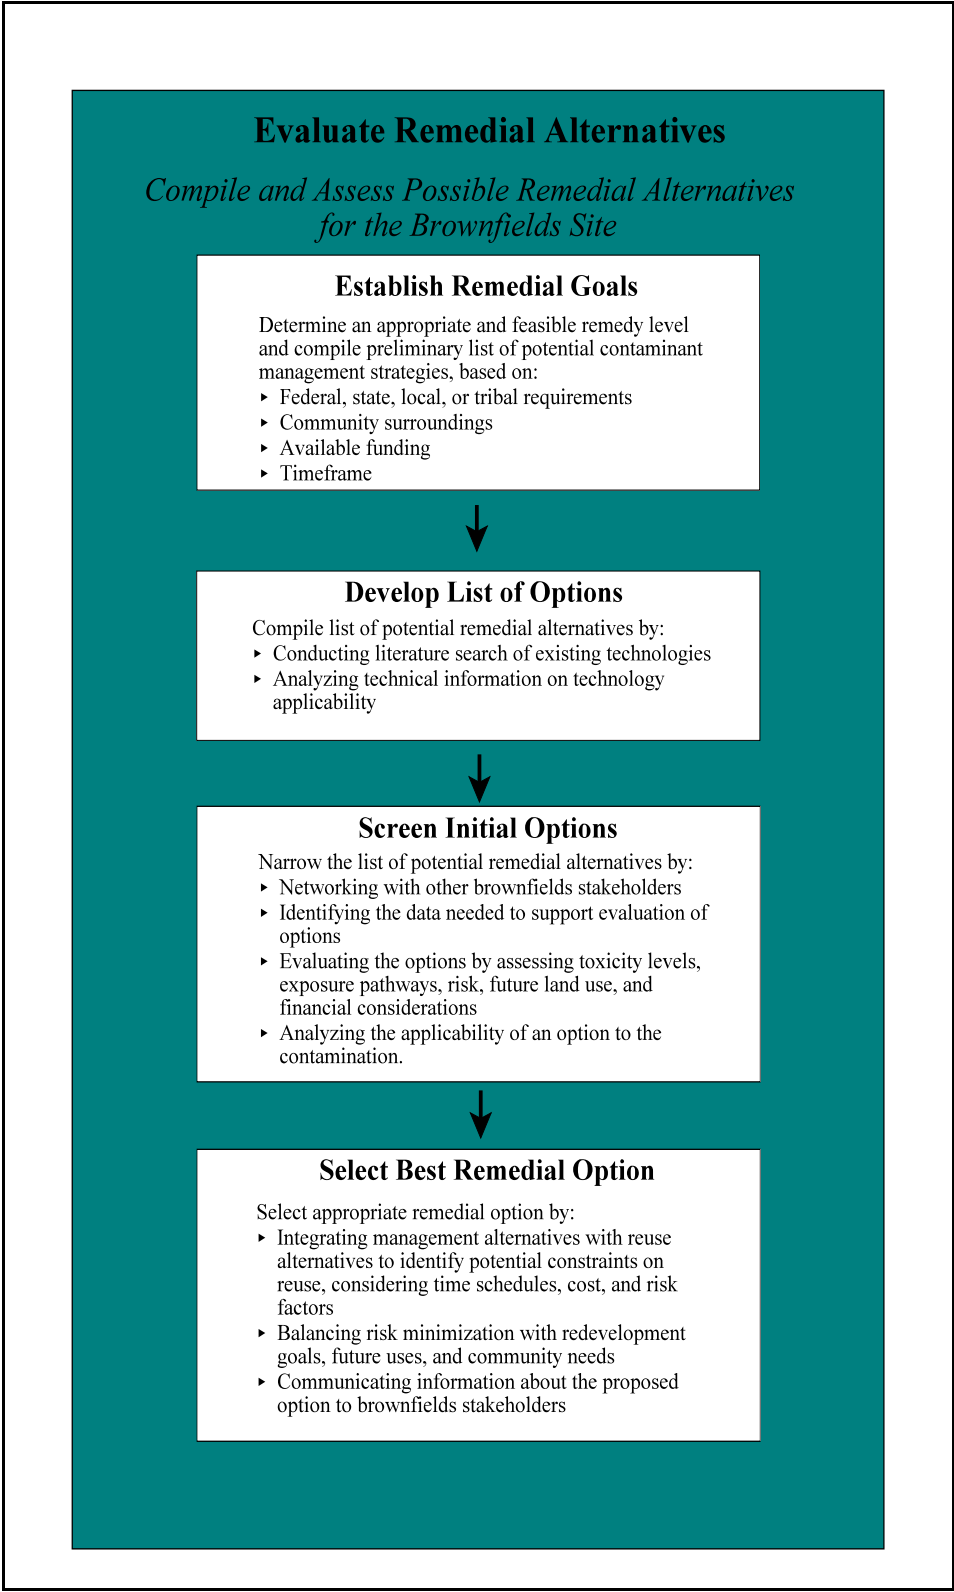 Evaluate Remedial Alternatives
Compile and Assess Possible Remedial Alternatives
for the Brownfields Site
Establish Remedial Goals
Determine an appropriate and feasible remedy level
and compile preliminary list of potential contaminant
management strategies, based on:
‣ Federal, state, local, or tribal requirements
‣ Community surroundings
‣ Available funding
‣ Timeframe
Develop List of Options
Compile list of potential remedial alternatives by:
‣ Conducting literature search of existing technologies
‣ Analyzing technical information on technology
applicability
Screen Initial Options
Narrow the list of potential remedial alternatives by:
‣ Networking with other brownfields stakeholders
‣ Identifying the data needed to support evaluation of
options
‣ Evaluating the options by assessing toxicity levels,
exposure pathways, risk, future land use, and
financial considerations
‣ Analyzing the applicability of an option to the
contamination.
Select Best Remedial Option
Select appropriate remedial option by:
‣ Integrating management alternatives with reuse
alternatives to identify potential constraints on
reuse, considering time schedules, cost, and risk
factors
‣ Balancing risk minimization with redevelopment
goals, future uses, and community needs
‣ Communicating information about the proposed
option to brownfields stakeholders